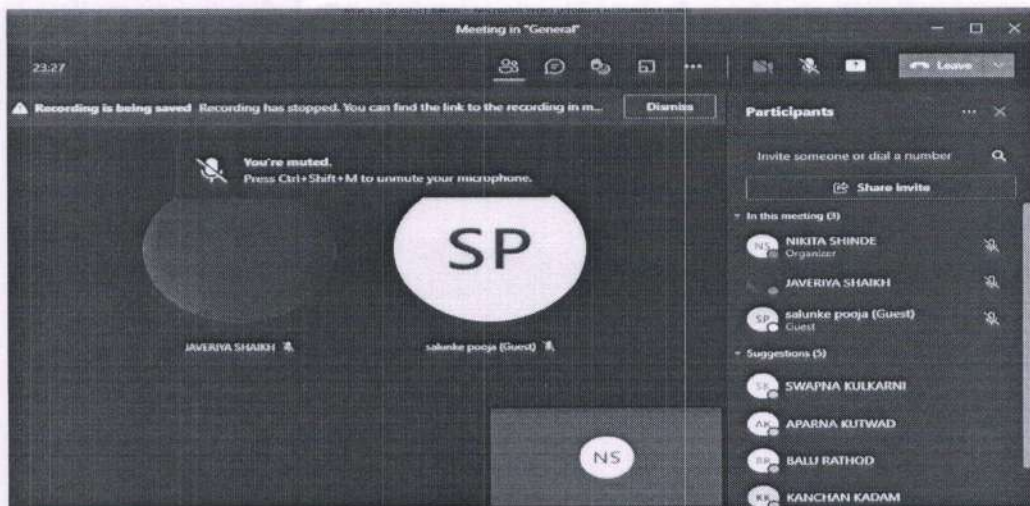 Meeting in "General"
23:27
Leave
Recording is being saved Recording has stopped. You can find the link to the recording in m...
Dismiss
You're muted.
Press Ctrl+Shift+M to unmute your microphone.
SP
JAVERIYA SHAIKH
salunke pooja (Guest)
NS
Participants
Invite someone or dial a number
Share invite
In this meeting (3)
NS
NIKITA SHINDE
Organizer
JAVERIYA SHAIKH
SP
salunke pooja (Guest)
Guest
Suggestions (5)
SK
SWAPNA KULKARNI
AK
APARNA KUTWAD
BR
BALU RATHOD
KK
KANCHAN KADAM